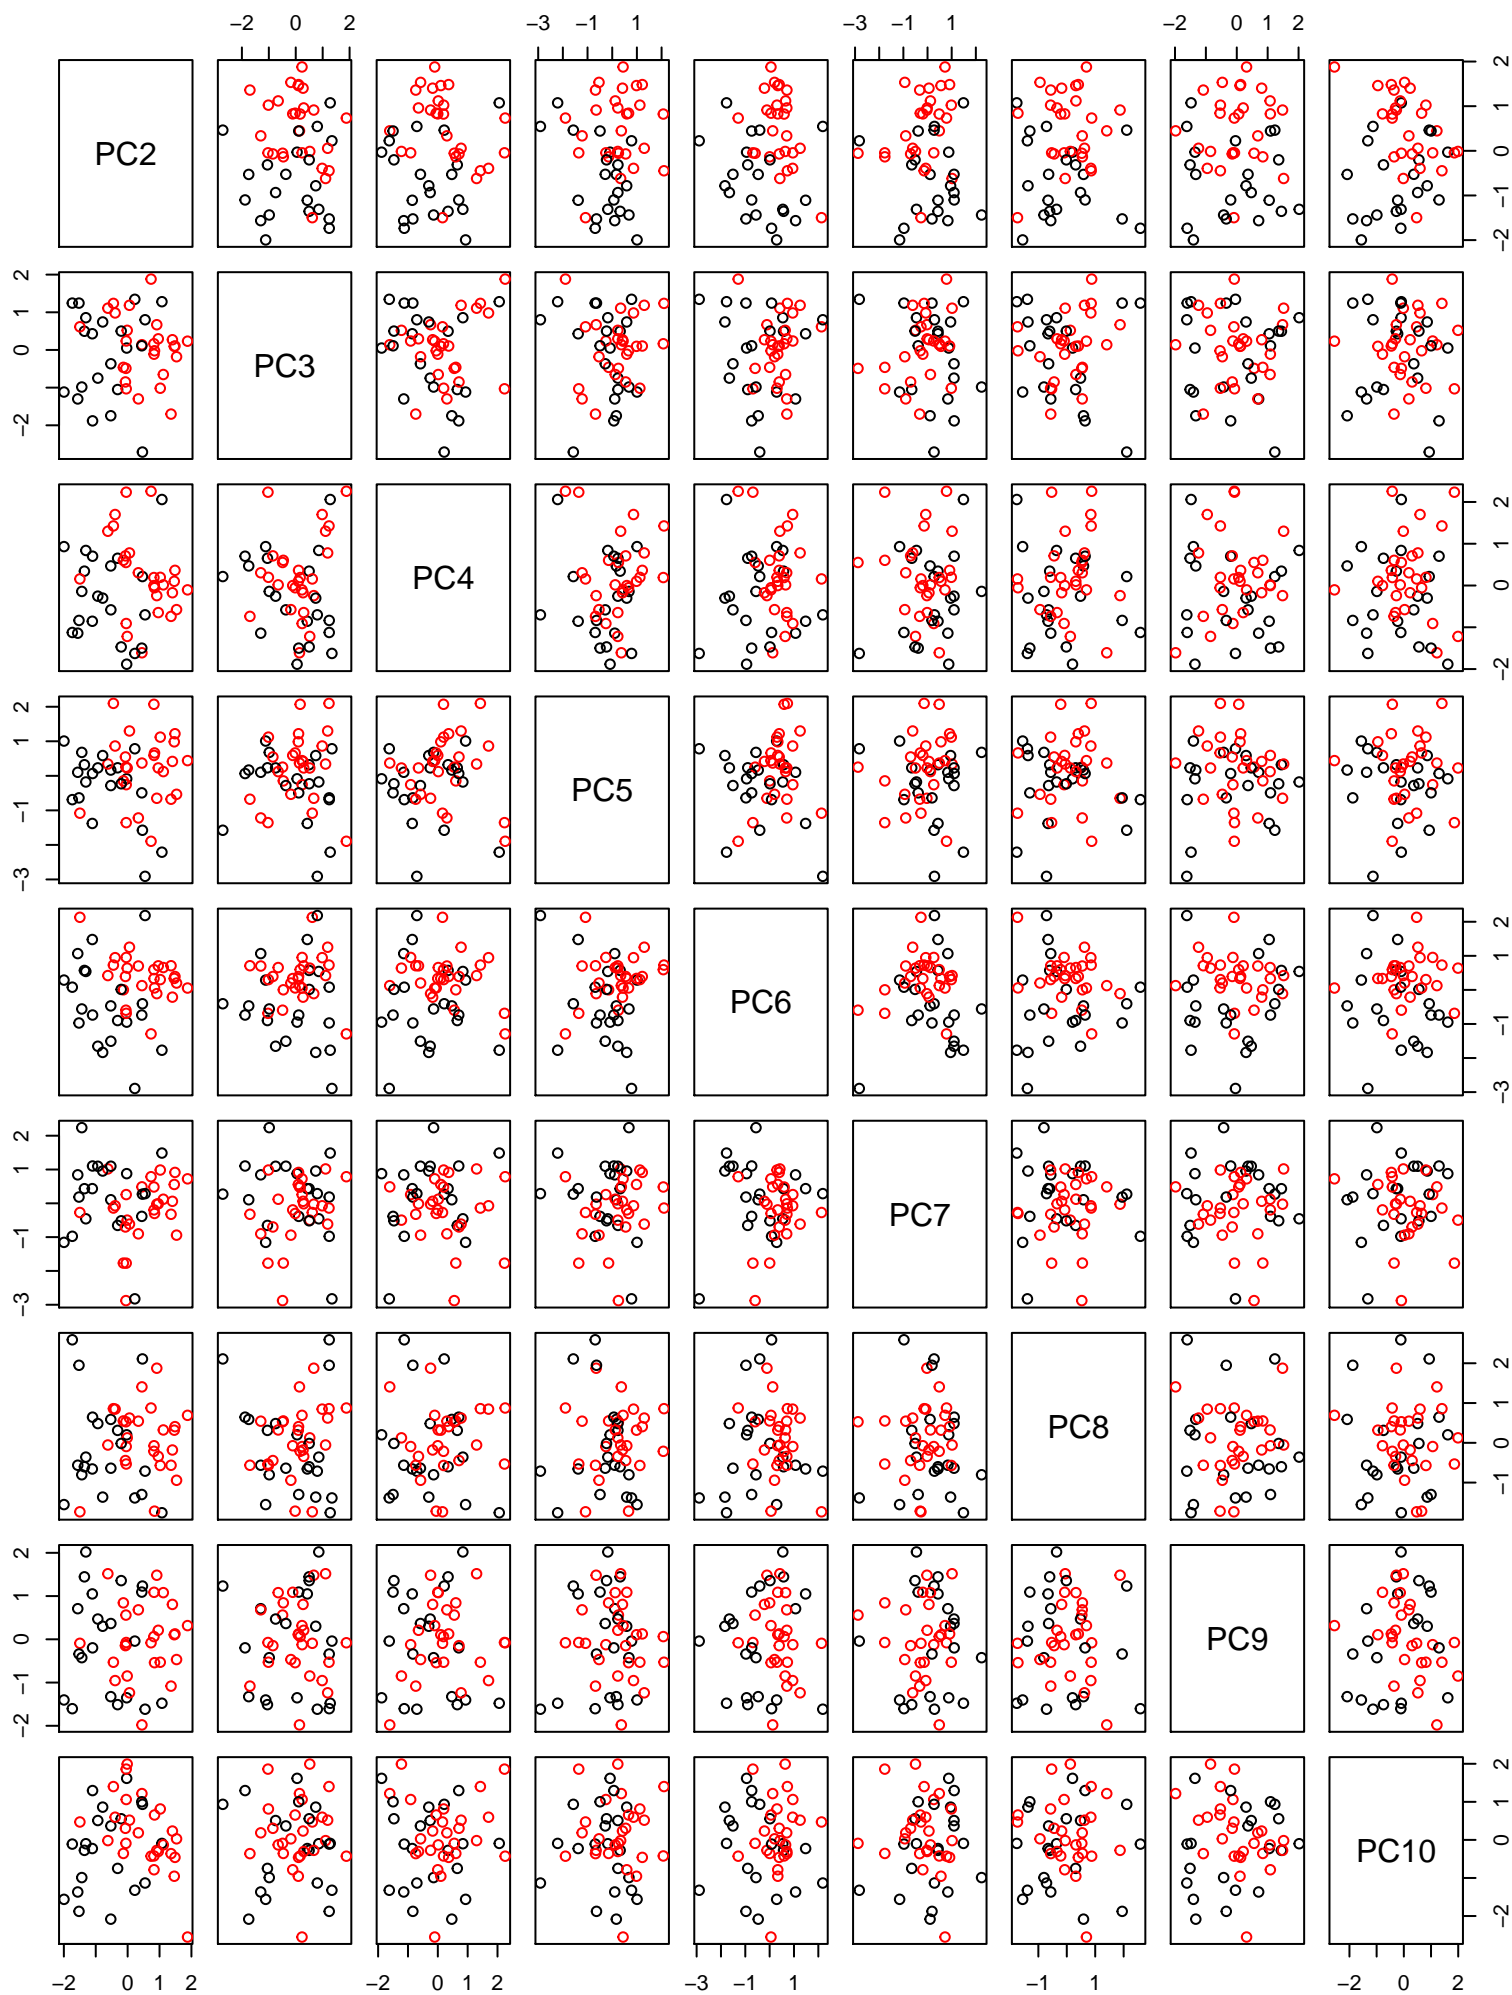 −2 0 2 −3 −1 1 −3 −1 1 −2 0 1 2
PC2
−2 −1 0 1 2
−2 0 1 2
PC3
PC4
−2 0 2
−3 −1 1 2
PC5
PC6
−3 −1 1 2
−3 −1 1 2
PC7
PC8
−1 0 1 2
−2 −1 0 1 2
PC9
PC10
−2 0 1 2
−2 0 1 2 −2 0 2 −3 −1 1 −1 1 −2 0 2